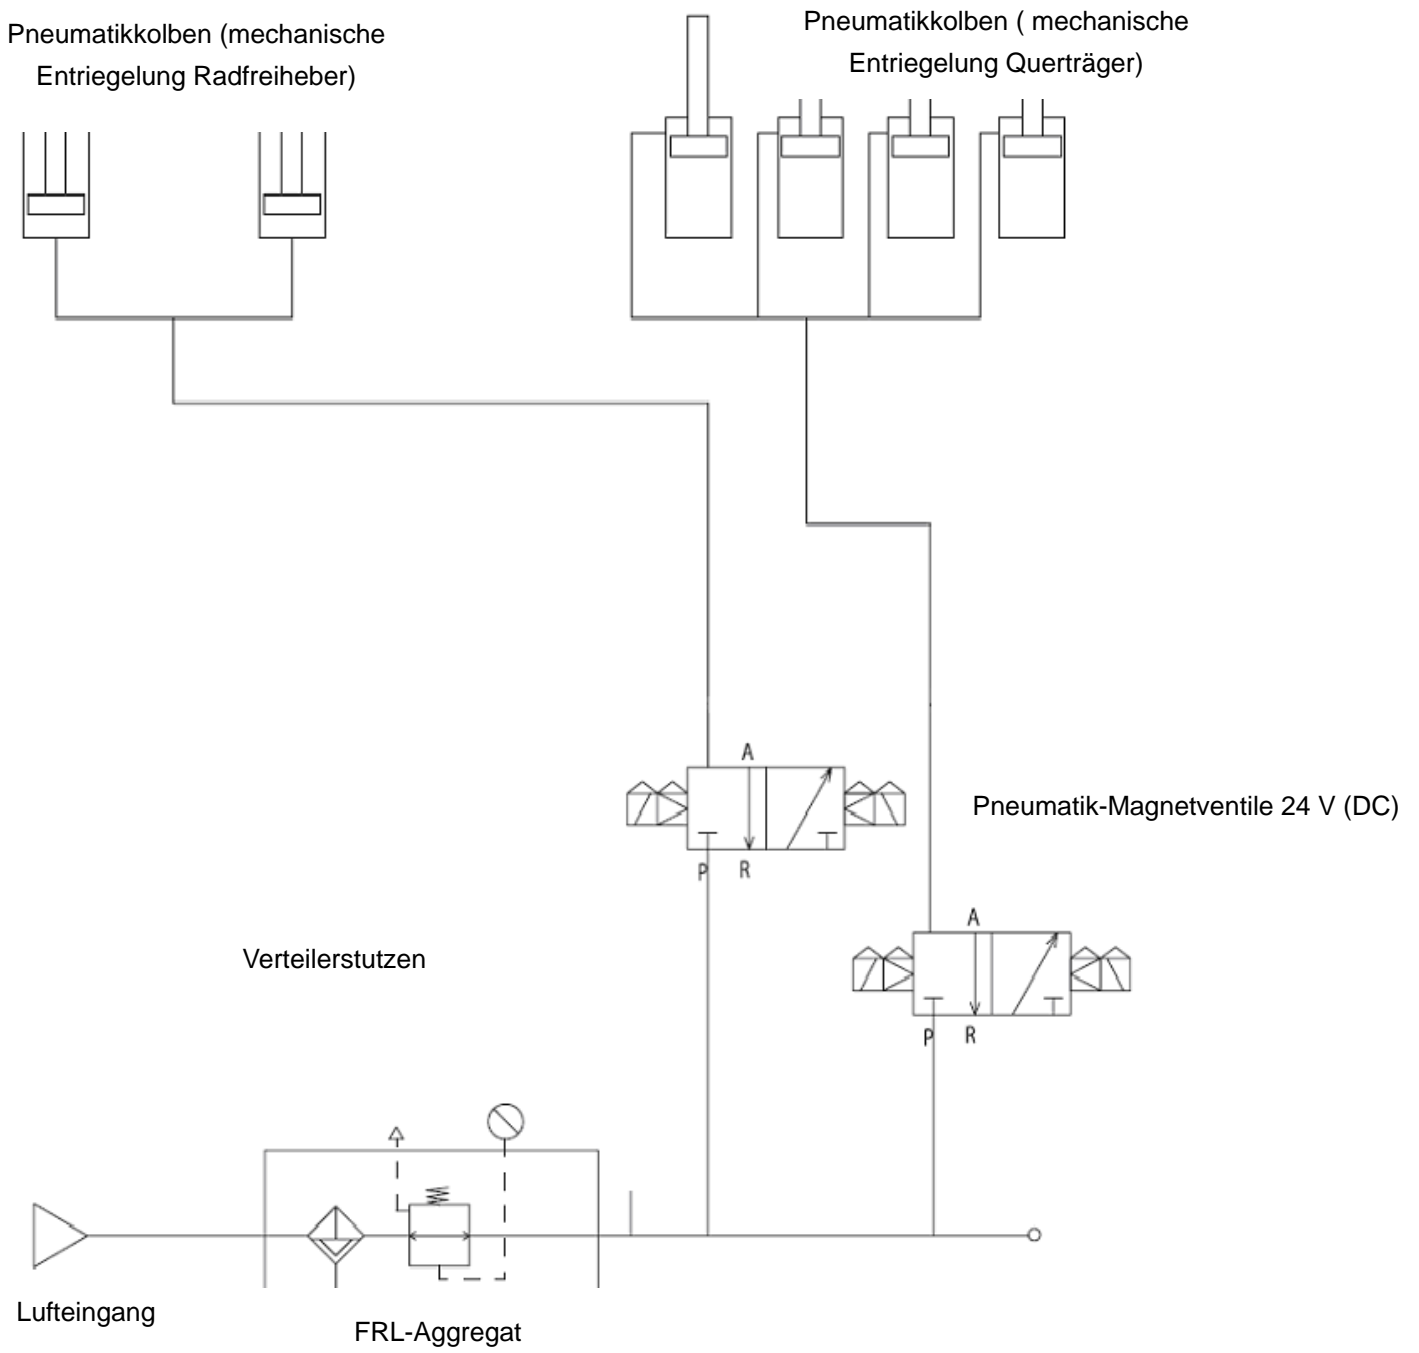 Pneumatikkolben (mechanische
Entriegelung Radfreiheber)
Pneumatikkolben ( mechanische
Entriegelung Querträger)
A
P R
Pneumatik-Magnetventile 24 V (DC)
A
P R
Verteilerstutzen
Lufteingang
FRL-Aggregat